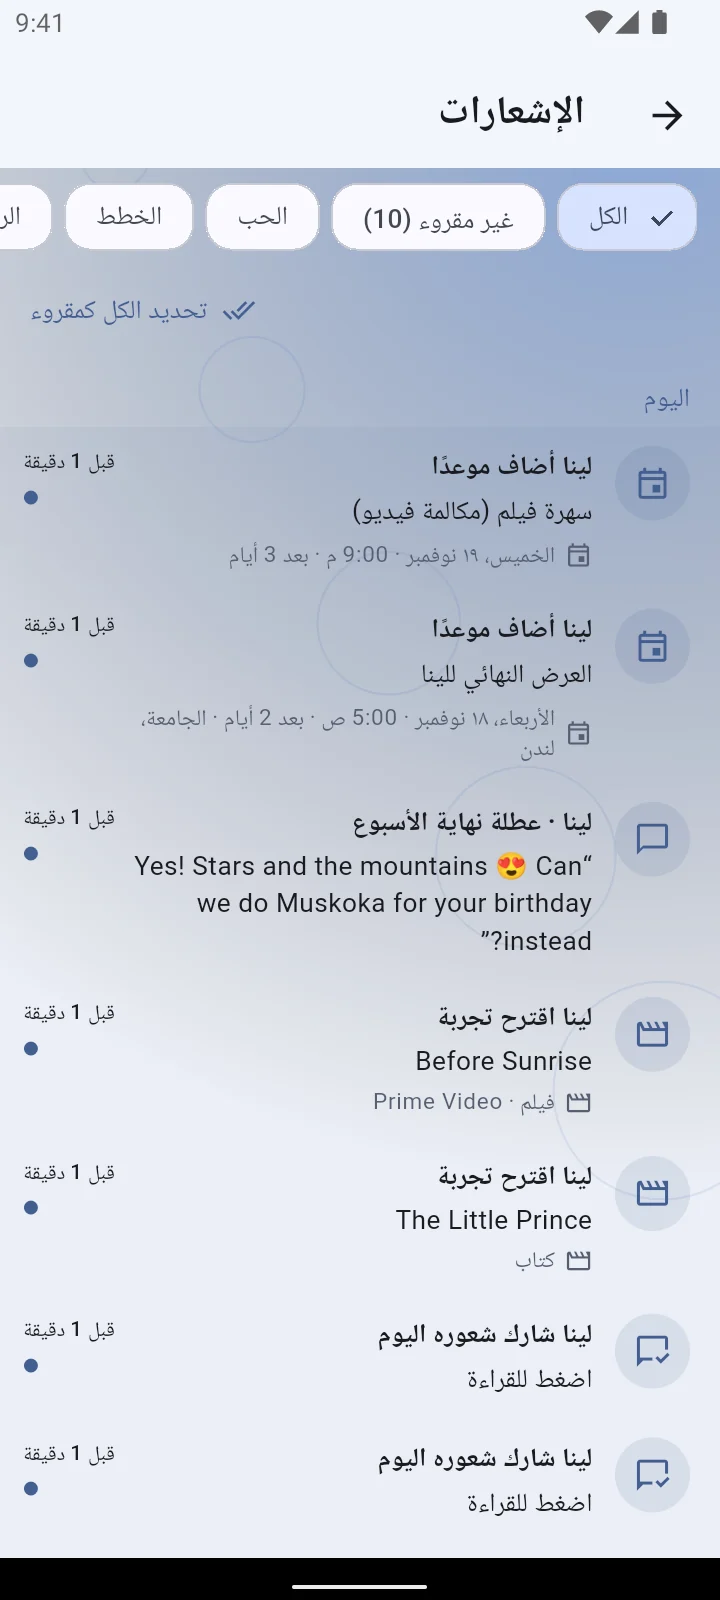 9:41
الإشعارات
الكل
غير مقروء (10)
الحب
الخطط
الر
تحديد الكل كمقروء
اليوم
لينا أضاف موعدًا
قبل 1 دقيقة
سهرة فيلم (مكالمة فيديو)
الخميس، ١٩ نوفمبر · 9:00 م · بعد 3 أيام
لينا أضاف موعدًا
قبل 1 دقيقة
العرض النهائي للينا
الأربعاء، ١٨ نوفمبر · 5:00 ص · بعد 2 أيام · الجامعة،
لندن
لينا · عطلة نهاية الأسبوع
قبل 1 دقيقة
“Yes! Stars and the mountains 😍 Can
we do Muskoka for your birthday
instead?”
لينا اقترح تجربة
قبل 1 دقيقة
Before Sunrise
فيلم · Prime Video
لينا اقترح تجربة
قبل 1 دقيقة
The Little Prince
كتاب
لينا شارك شعوره اليوم
قبل 1 دقيقة
اضغط للقراءة
لينا شارك شعوره اليوم
قبل 1 دقيقة
اضغط للقراءة